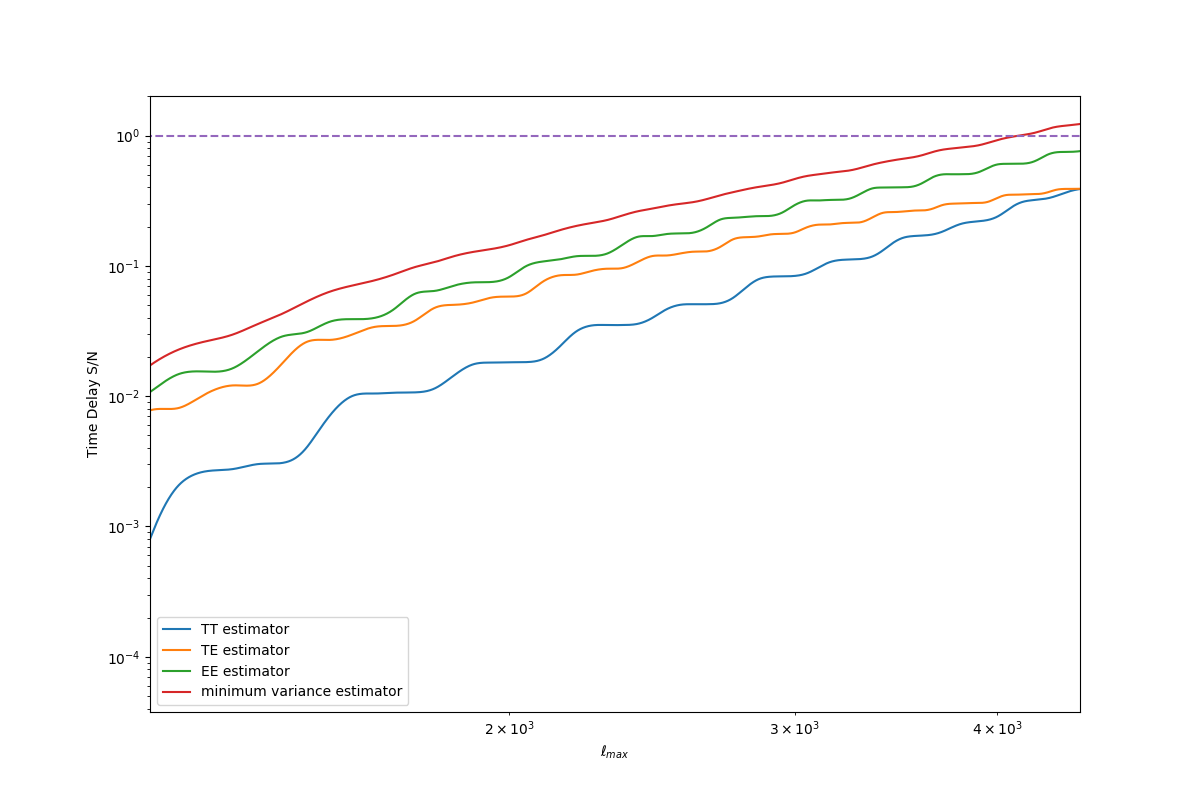 10⁰
10⁻¹
10⁻²
10⁻³
10⁻⁴
Time Delay S/N
TT estimator
TE estimator
EE estimator
minimum variance estimator
2 × 10³
3 × 10³
4 × 10³
ℓmax